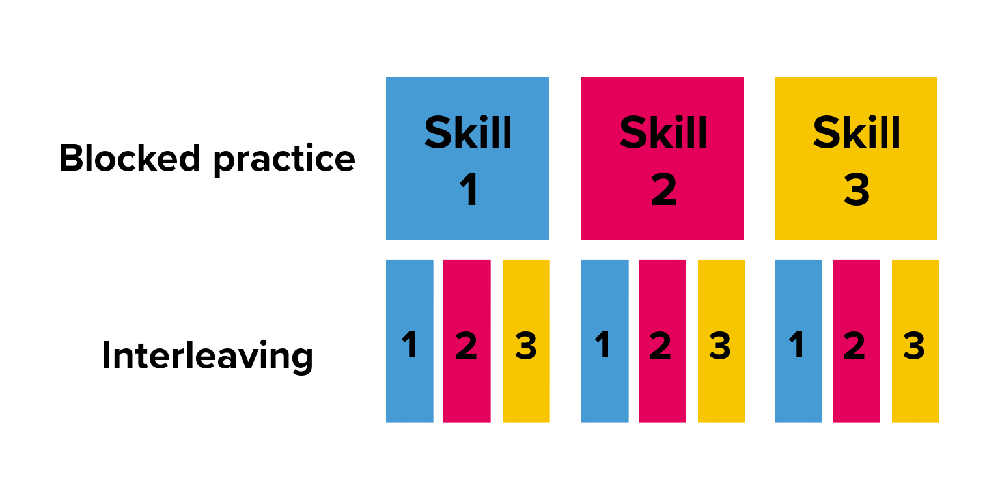 Blocked practice
Skill
1
Skill
2
Skill
3
Interleaving
1 2 3 1 2 3 1 2 3